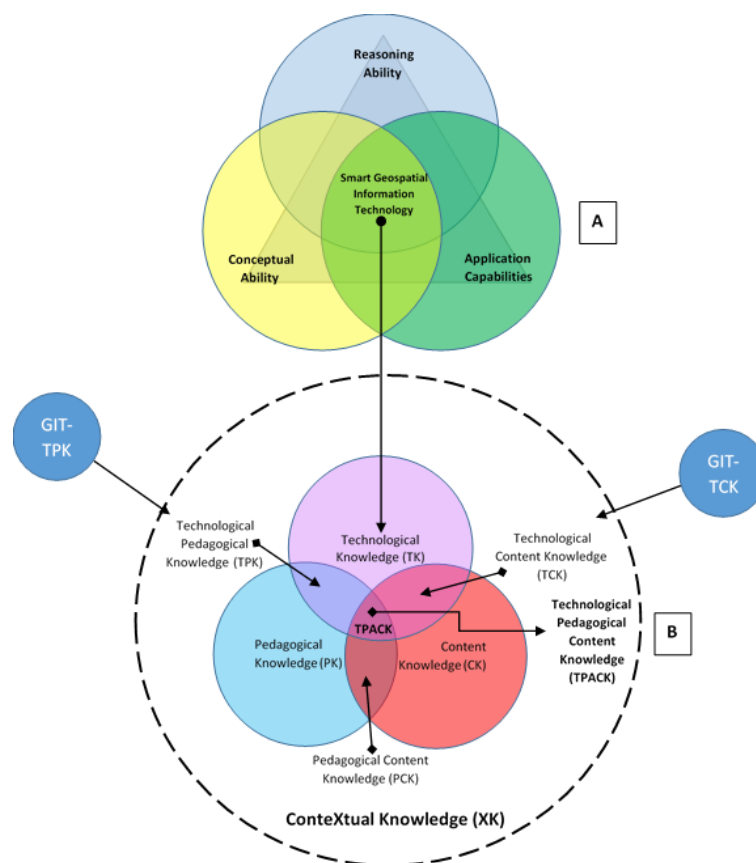 Reasoning
Ability
Smart Geospatial
Information
Technology
A
Conceptual
Ability
Application
Capabilities
GIT-
TPK
GIT-
TCK
Technological
Pedagogical
Knowledge (TPK)
Technological
Knowledge (TK)
Technological
Content Knowledge
(TCK)
TPACK
Technological
Pedagogical
Content
Knowledge
(TPACK)
B
Pedagogical
Knowledge (PK)
Content
Knowledge (CK)
Pedagogical Content
Knowledge (PCK)
ConteXtual Knowledge (XK)